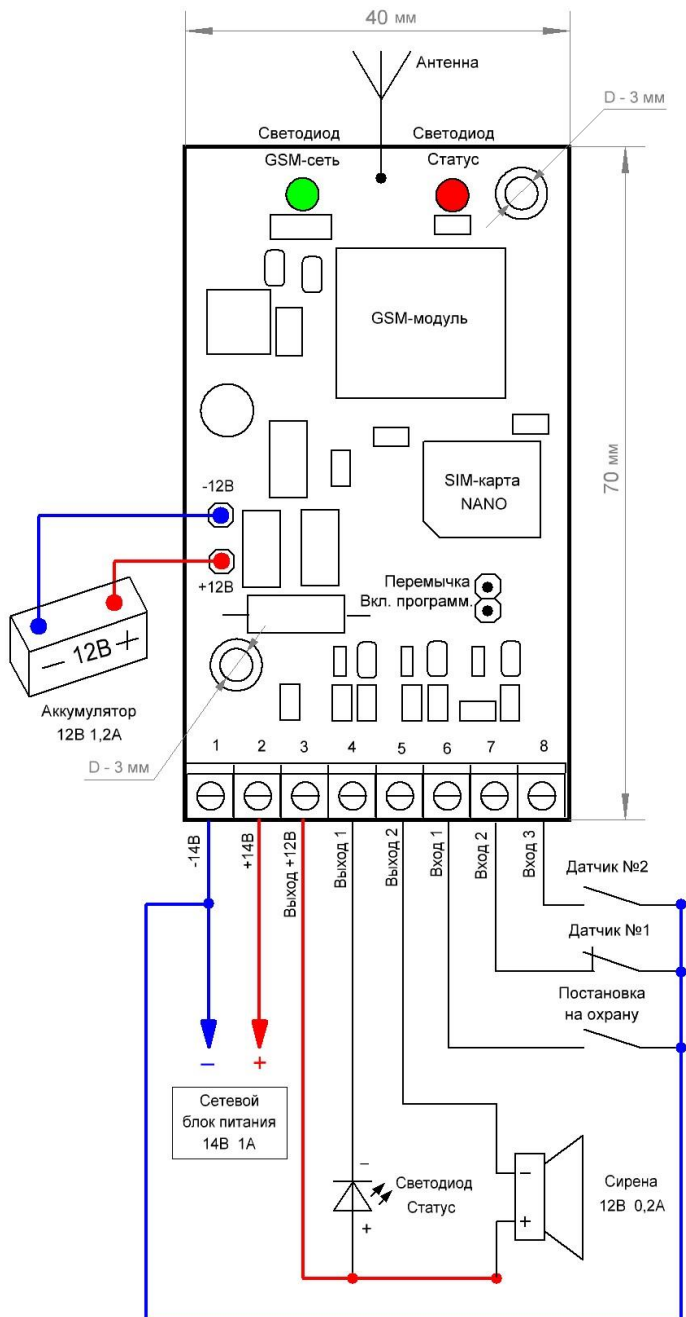 40 мм
Антенна
D - 3 мм
Светодиод
GSM-сеть
Светодиод
Статус
GSM-модуль
70 мм
SIM-карта
NANO
-12В
+12В
Перемычка
Вкл. программ.
– 12В +
Аккумулятор
12В 1,2А
D - 3 мм
1 2 3 4 5 6 7 8
-14В
+14В
Выход +12В
Выход 1
Выход 2
Вход 1
Вход 2
Вход 3
Датчик №2
Датчик №1
Постановка
на охрану
– +
Сетевой
блок питания
14В 1А
–
Светодиод
Статус
+
–
+
Сирена
12В 0,2А